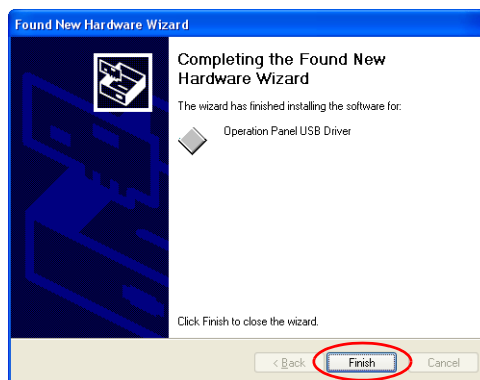 Found New Hardware Wizard
Completing the Found New
Hardware Wizard
The wizard has finished installing the software for:
Operation Panel USB Driver
Click Finish to close the wizard.
< Back
Finish
Cancel